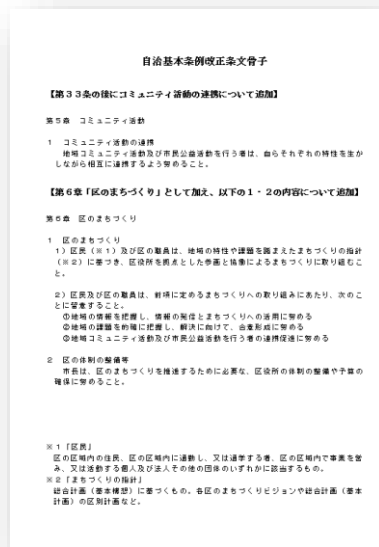 自治基本条例改正条文骨子
【第３３条の後にコミュニティ活動の連携について追加】
第５章　コミュニティ活動
１　コミュニティ活動の連携
地域コミュニティ活動及び市民公益活動を行う者は、自らそれぞれの特性を生か
しながら相互に連携するよう努めること。
【第６章「区のまちづくり」として加え、以下の１・２の内容について追加】
第６章　区のまちづくり
１　区のまちづくり
１）区民（※１）及び区の職員は、地域の特性や課題を踏まえたまちづくりの指針
（※２）に基づき、区役所を拠点とした参画と協働によるまちづくりに取り組むこ
と。
２）区民及び区の職員は、前項に定めるまちづくりへの取り組みにあたり、次のこ
とに留意すること。
①地域の情報を把握し、情報の発信とまちづくりへの活用に努める
②地域の課題を的確に把握し、解決に向けて、合意形成に努める
③地域コミュニティ活動及び市民公益活動を行う者の連携促進に努める
２　区の体制の整備等
市長は、区のまちづくりを推進するために必要な、区役所の体制の整備や予算の
確保に努めること。
※１「区民」
区の区域内の住民、区の区域内に通勤し、又は通学する者、区の区域内で事業を営
み、又は活動する個人及び法人その他の団体のいずれかに該当するもの。
※２「まちづくりの指針」
総合計画（基本構想）に基づくもの。各区のまちづくりビジョンや総合計画（基本
計画）の区別計画など。